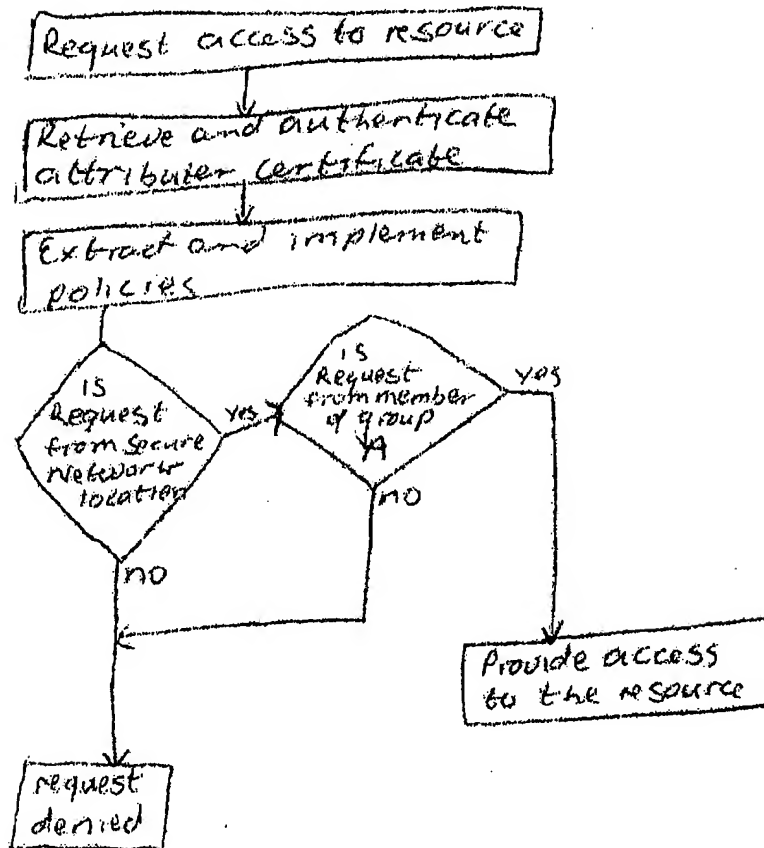 Request access to resource
Retrieve and authenticate
attributer certificate
Extract and implement
policies
is
Request
from secure
Network
location
yes
is
Request
from member
of group
A
yes
no
no
Provide access
to the resource
request
denied